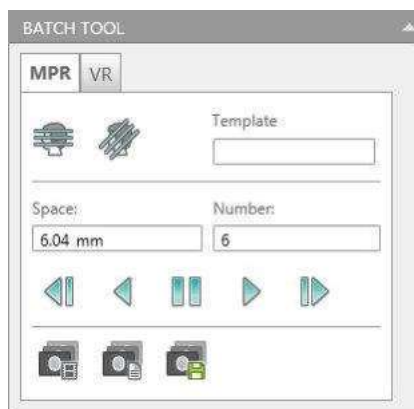 BATCH TOOL
MPR VR
Template
Space: Number:
6.04 mm 6